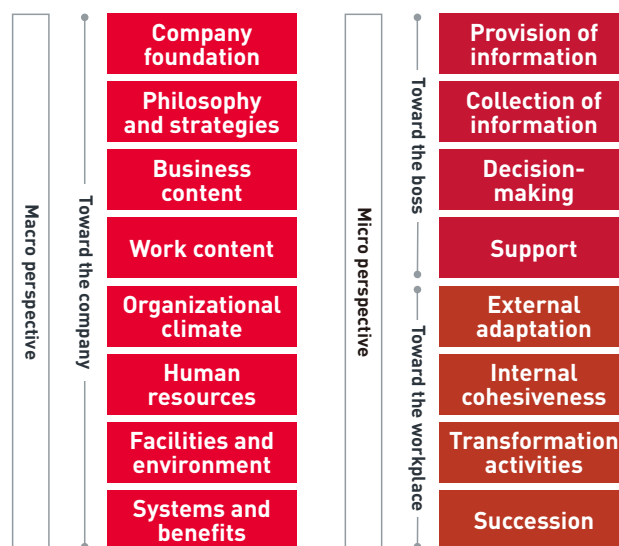 Macro perspective
Toward the company
Company
foundation
Philosophy
and strategies
Business
content
Work content
Organizational
climate
Human
resources
Facilities and
environment
Systems and
benefits
Micro perspective
Toward the boss
Provision of
information
Collection of
information
Decision-
making
Support
Toward the workplace
External
adaptation
Internal
cohesiveness
Transformation
activities
Succession